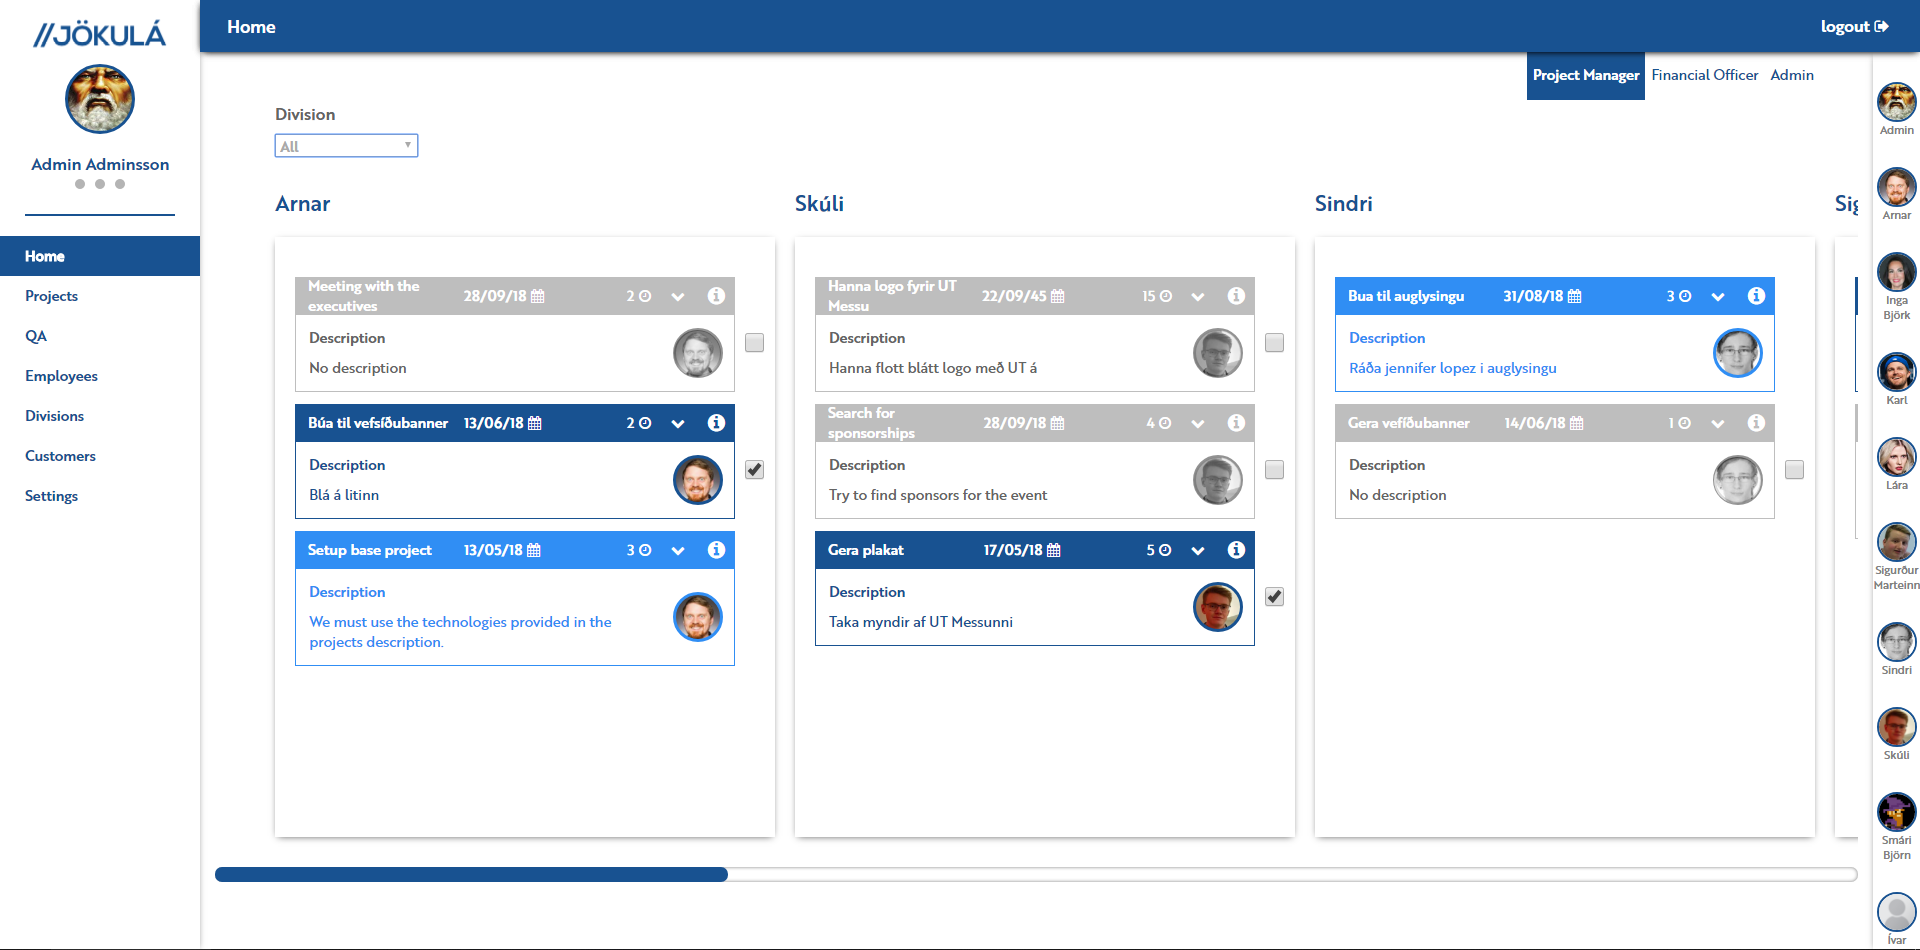 //JÖKULÁ
Admin Adminsson
Home
Projects
QA
Employees
Divisions
Customers
Settings
Home
logout
Project Manager
Financial Officer
Admin
Division
All
Arnar
Meeting with the
executives
28/09/18
2
Description
No description
Búa til vefsíðubanner
13/06/18
2
Description
Blá á litinn
Setup base project
13/05/18
3
Description
We must use the technologies provided in the
projects description.
Skúli
Hanna logo fyrir UT
Messu
22/09/45
15
Description
Hanna flott blátt logo með UT á
Search for
sponsorships
28/09/18
4
Description
Try to find sponsors for the event
Gera plakat
17/05/18
5
Description
Taka myndir af UT Messunni
Sindri
Bua til auglysingu
31/08/18
3
Description
Ráða jennifer lopez i auglysingu
Gera vefíðubanner
14/06/18
1
Description
No description
Admin
Arnar
Inga
Björk
Karl
Lára
Sigurður
Marteinn
Sindri
Skúli
Smári
Björn
Ívar